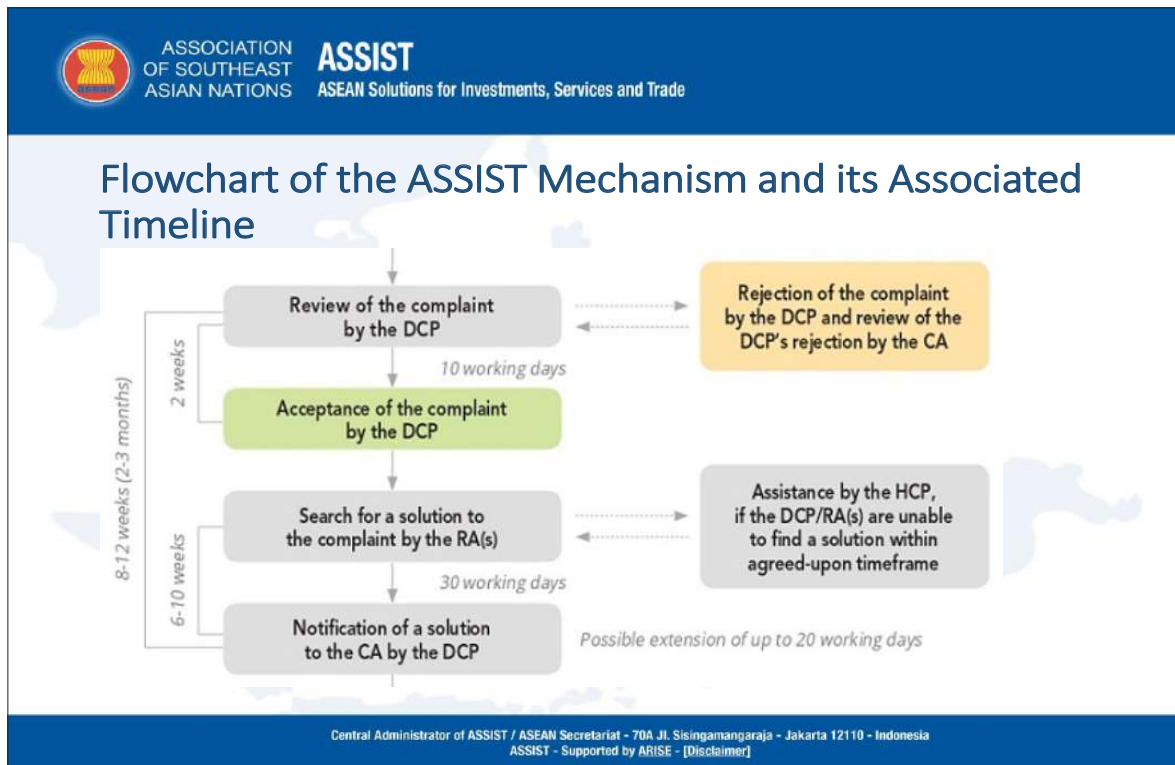 ASSOCIATION
OF SOUTHEAST
ASIAN NATIONS
asean
ASSIST
ASEAN Solutions for Investments, Services and Trade
Flowchart of the ASSIST Mechanism and its Associated
Timeline
Review of the complaint
by the DCP
Rejection of the complaint
by the DCP and review of the
DCP's rejection by the CA
10 working days
2 weeks
Acceptance of the complaint
by the DCP
8-12 weeks (2-3 months)
Search for a solution to
the complaint by the RA(s)
Assistance by the HCP,
if the DCP/RA(s) are unable
to find a solution within
agreed-upon timeframe
30 working days
6-10 weeks
Notification of a solution
to the CA by the DCP
Possible extension of up to 20 working days
Central Administrator of ASSIST / ASEAN Secretariat - 70A Jl. Sisingamangaraja - Jakarta 12110 - Indonesia
ASSIST - Supported by ARISE - [Disclaimer]